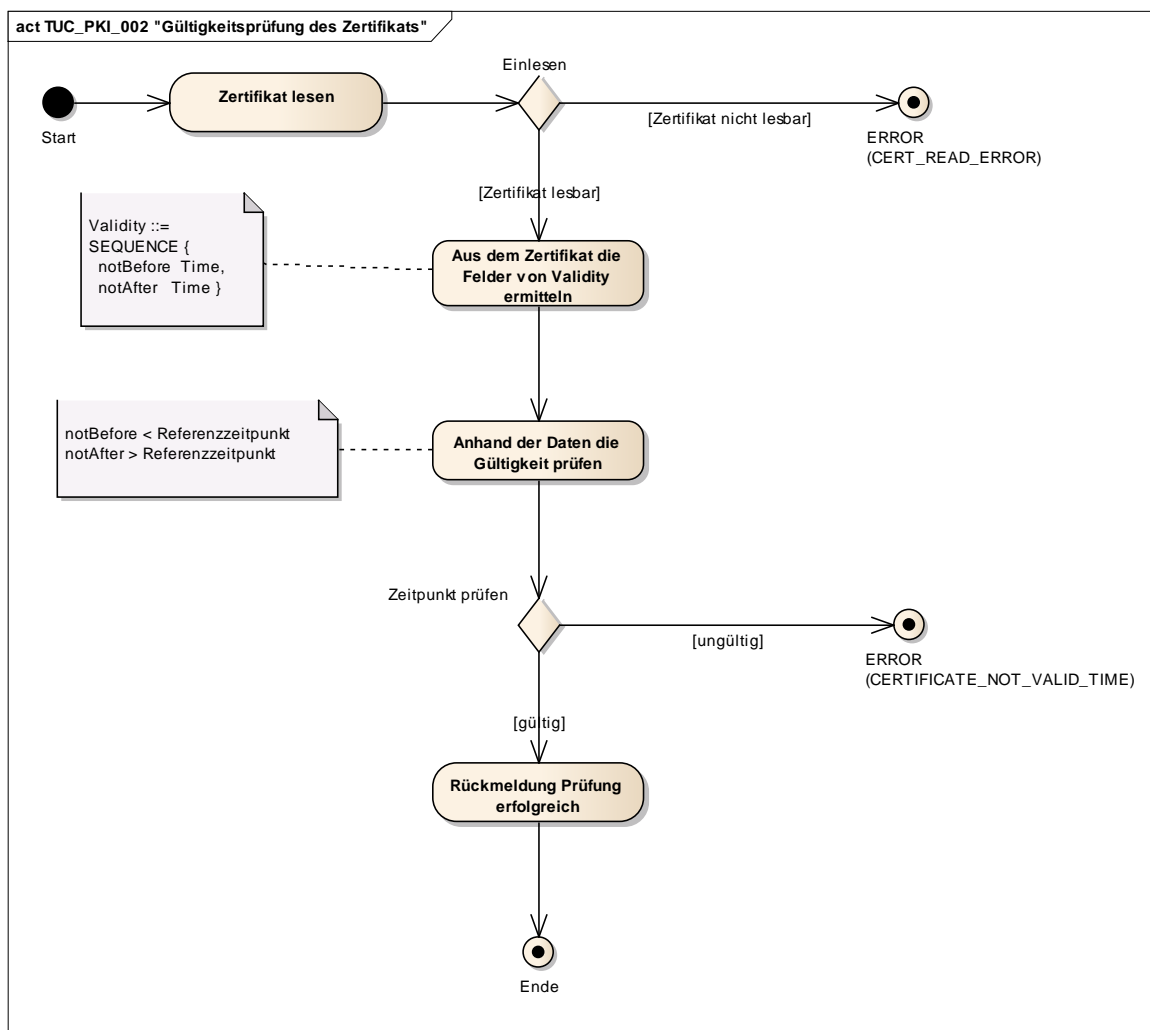 act TUC_PKI_002 "Gültigkeitsprüfung des Zertifikats"
Einlesen
Zertifikat lesen
Start
[Zertifikat nicht lesbar]
ERROR
(CERT_READ_ERROR)
[Zertifikat lesbar]
Validity ::=
SEQUENCE {
notBefore Time,
notAfter Time }
Aus dem Zertifikat die
Felder von Validity
ermitteln
notBefore < Referenzzeitpunkt
notAfter > Referenzzeitpunkt
Anhand der Daten die
Gültigkeit prüfen
Zeitpunkt prüfen
[ungültig]
ERROR
(CERTIFICATE_NOT_VALID_TIME)
[gültig]
Rückmeldung Prüfung
erfolgreich
Ende